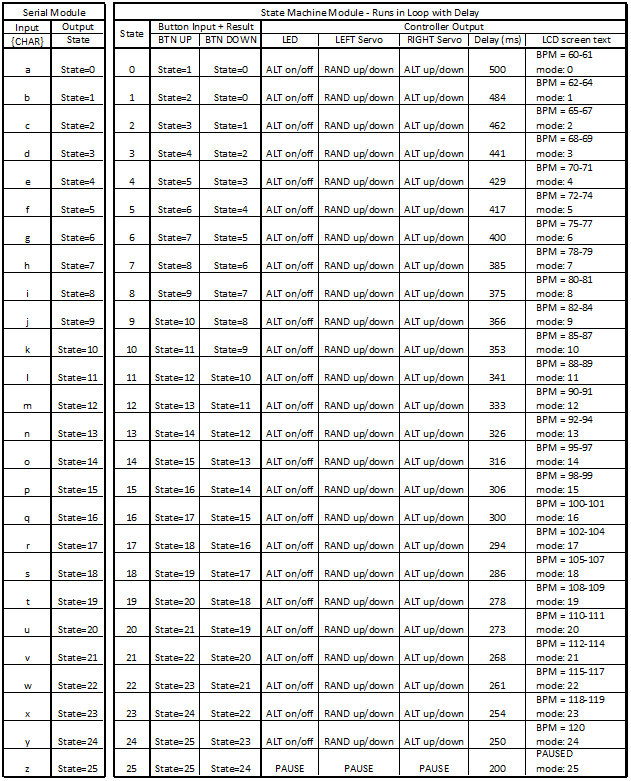 Serial Module State Machine Module - Runs in Loop with Delay
Input Output State Button Input + Result Controller Output
{CHAR} State BTN UP BTN DOWN LED LEFT Servo RIGHT Servo Delay (ms) LCD screen text
a State=0 0 State=1 State=0 ALT on/off RAND up/down ALT up/down 500 BPM = 60-61
mode: 0
b State=1 1 State=2 State=0 ALT on/off RAND up/down ALT up/down 484 BPM = 62-64
mode: 1
c State=2 2 State=3 State=1 ALT on/off RAND up/down ALT up/down 462 BPM = 65-67
mode: 2
d State=3 3 State=4 State=2 ALT on/off RAND up/down ALT up/down 441 BPM = 68-69
mode: 3
e State=4 4 State=5 State=3 ALT on/off RAND up/down ALT up/down 429 BPM = 70-71
mode: 4
f State=5 5 State=6 State=4 ALT on/off RAND up/down ALT up/down 417 BPM = 72-74
mode: 5
g State=6 6 State=7 State=5 ALT on/off RAND up/down ALT up/down 400 BPM = 75-77
mode: 6
h State=7 7 State=8 State=6 ALT on/off RAND up/down ALT up/down 385 BPM = 78-79
mode: 7
i State=8 8 State=9 State=7 ALT on/off RAND up/down ALT up/down 375 BPM = 80-81
mode: 8
j State=9 9 State=10 State=8 ALT on/off RAND up/down ALT up/down 366 BPM = 82-84
mode: 9
k State=10 10 State=11 State=9 ALT on/off RAND up/down ALT up/down 353 BPM = 85-87
mode: 10
l State=11 11 State=12 State=10 ALT on/off RAND up/down ALT up/down 341 BPM = 88-89
mode: 11
m State=12 12 State=13 State=11 ALT on/off RAND up/down ALT up/down 333 BPM = 90-91
mode: 12
n State=13 13 State=14 State=12 ALT on/off RAND up/down ALT up/down 326 BPM = 92-94
mode: 13
o State=14 14 State=15 State=13 ALT on/off RAND up/down ALT up/down 316 BPM = 95-97
mode: 14
p State=15 15 State=16 State=14 ALT on/off RAND up/down ALT up/down 306 BPM = 98-99
mode: 15
q State=16 16 State=17 State=15 ALT on/off RAND up/down ALT up/down 300 BPM = 100-101
mode: 16
r State=17 17 State=18 State=16 ALT on/off RAND up/down ALT up/down 294 BPM = 102-104
mode: 17
s State=18 18 State=19 State=17 ALT on/off RAND up/down ALT up/down 286 BPM = 105-107
mode: 18
t State=19 19 State=20 State=18 ALT on/off RAND up/down ALT up/down 278 BPM = 108-109
mode: 19
u State=20 20 State=21 State=19 ALT on/off RAND up/down ALT up/down 273 BPM = 110-111
mode: 20
v State=21 21 State=22 State=20 ALT on/off RAND up/down ALT up/down 268 BPM = 112-114
mode: 21
w State=22 22 State=23 State=21 ALT on/off RAND up/down ALT up/down 261 BPM = 115-117
mode: 22
x State=23 23 State=24 State=22 ALT on/off RAND up/down ALT up/down 254 BPM = 118-119
mode: 23
y State=24 24 State=25 State=23 ALT on/off RAND up/down ALT up/down 250 BPM = 120
mode: 24
z State=25 25 State=25 State=24 PAUSE PAUSE PAUSE 200 PAUSED
mode: 25